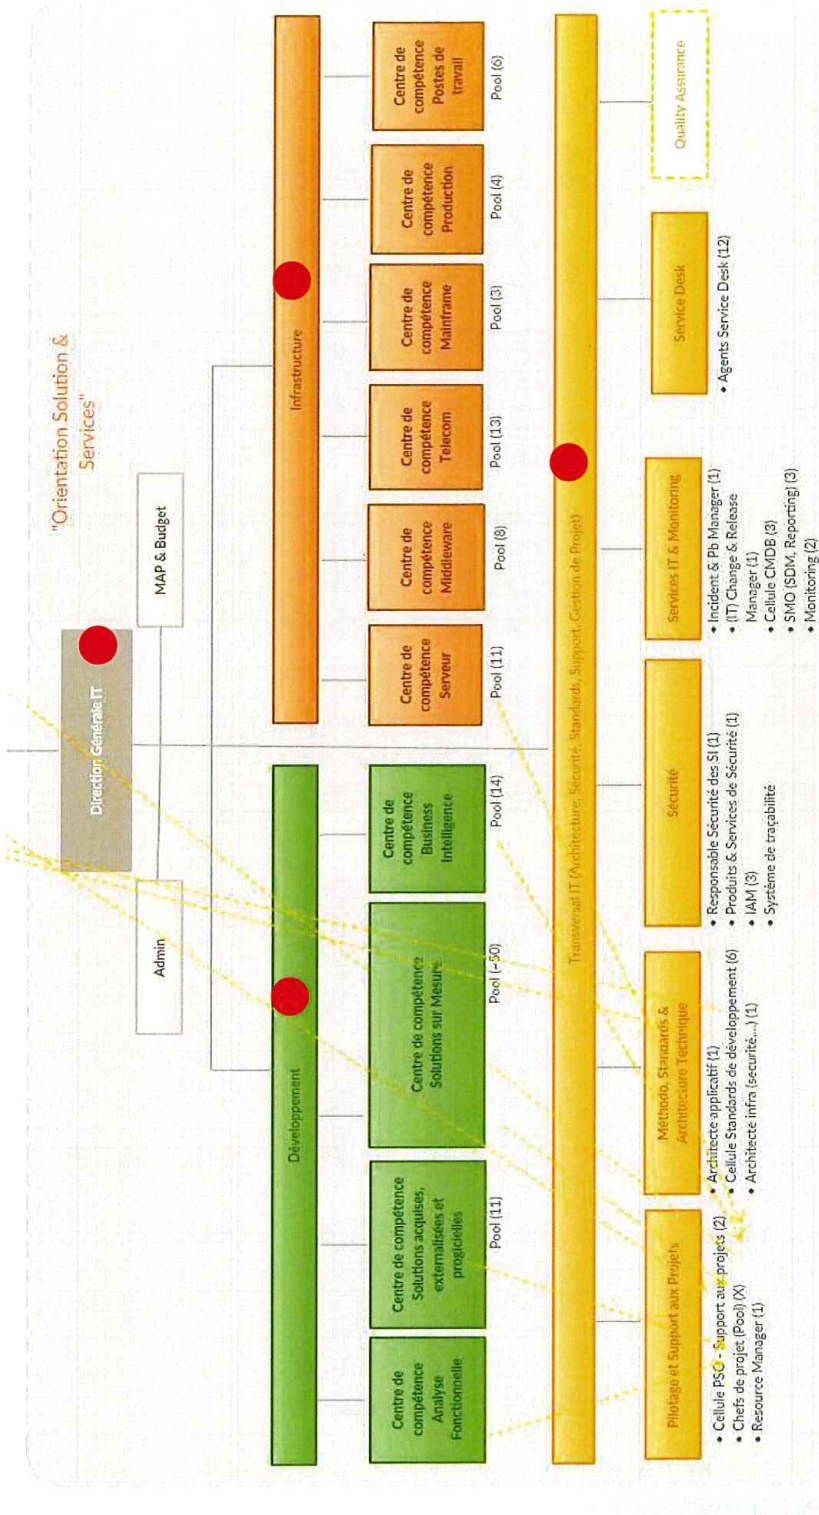 "Orientation Solution &
Services"
Direction Générale IT
Admin
MAP & Budget
Développement
Infrastructure
Centre de
compétence
Analyse
Fonctionnelle
Centre de compétence
Solutions acquises,
externalisées et
progicielles
Pool (11)
Centre de compétence
Solutions sur Mesure
Pool (~50)
Centre de
compétence
Business
Intelligence
Pool (14)
Centre de
compétence
Serveur
Pool (11)
Centre de
compétence
Middleware
Pool (8)
Centre de
compétence
Telecom
Pool (13)
Centre de
compétence
Mainframe
Pool (3)
Centre de
compétence
Production
Pool (4)
Centre de
compétence
Postes de
travail
Pool (6)
Transversal IT (Architecture, Sécurité, Standards, Support, Gestion de Projet)
Pilotage et Support aux Projets
• Cellule PSO - Support aux projets (2)
• Chefs de projet (Pool) (X)
• Resource Manager (1)
Méthodo, Standards &
Architecture Technique
• Architecte applicatif (1)
• Cellule Standards de développement (6)
• Architecte infra (securité,...) (1)
Sécurité
• Responsable Sécurité des SI (1)
• Produits & Services de Sécurité (1)
• IAM (3)
• Système de traçabilité
Services IT & Monitoring
• Incident & Pb Manager (1)
• (IT) Change & Release
Manager (1)
• Cellule CMDB (3)
• SMO (SDM, Reporting) (3)
• Monitoring (2)
Service Desk
• Agents Service Desk (12)
Quality Assurance